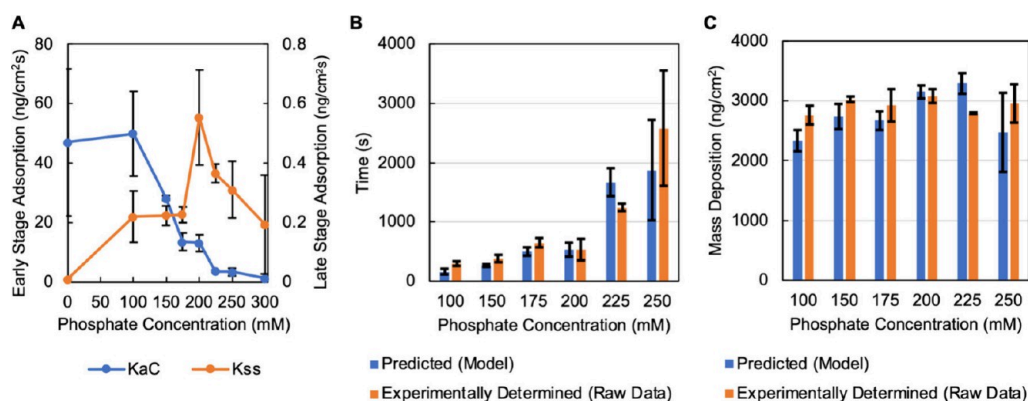 A
Early Stage Adsorption (ng/cm²s)
80
60
40
20
0
0.8
0.6
0.4
0.2
0
Late Stage Adsorption (ng/cm²s)
0 50 100 150 200 250 300
Phosphate Concentration (mM)
KaC Kss
B
Time (s)
4000
3000
2000
1000
0
100 150 175 200 225 250
Phosphate Concentration (mM)
Predicted (Model)
Experimentally Determined (Raw Data)
C
Mass Deposition (ng/cm²)
4000
3000
2000
1000
0
100 150 175 200 225 250
Phosphate Concentration (mM)
Predicted (Model)
Experimentally Determined (Raw Data)